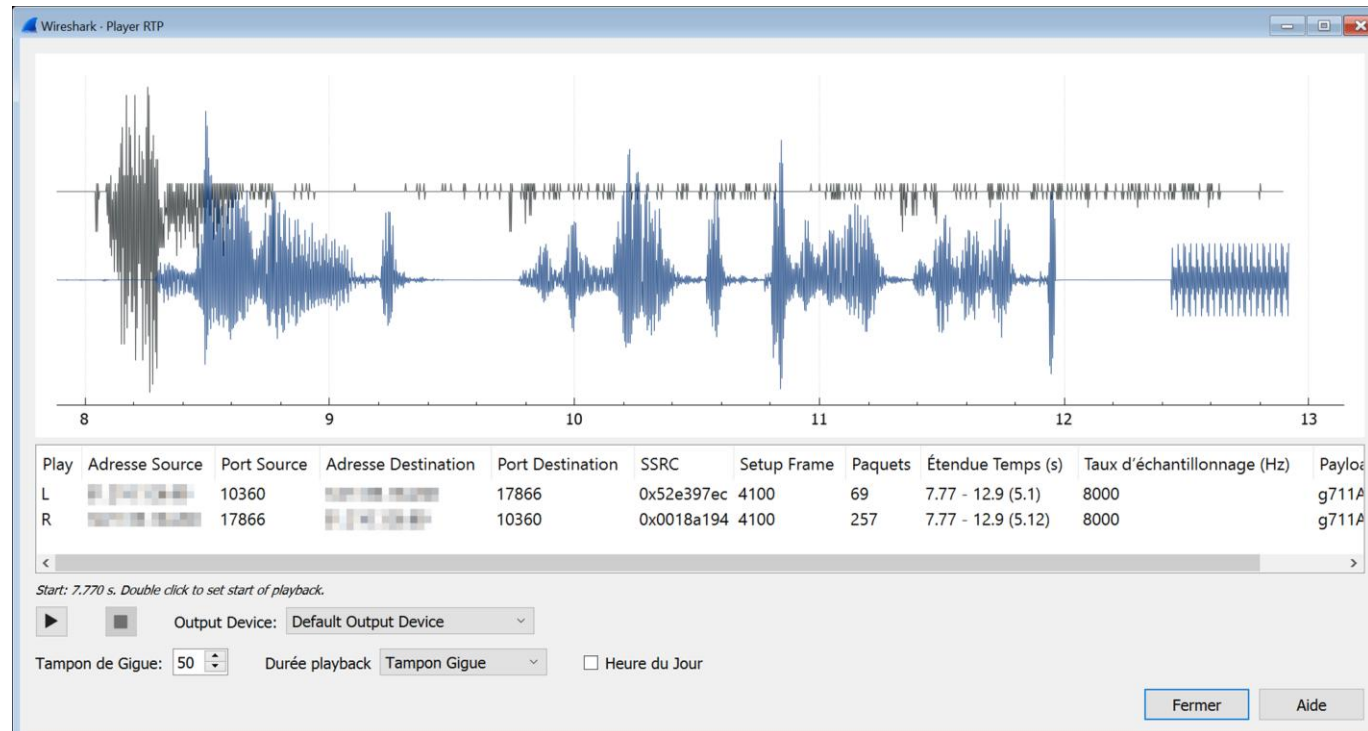 Wireshark · Player RTP
8 9 10 11 12 13
Play Adresse Source Port Source Adresse Destination Port Destination SSRC Setup Frame Paquets Étendue Temps (s) Taux d'échantillonnage (Hz) Payloa
L 10360 17866 0x52e397ec 4100 69 7.77 - 12.9 (5.1) 8000 g711A
R 17866 10360 0x0018a194 4100 257 7.77 - 12.9 (5.12) 8000 g711A
Start: 7.770 s. Double click to set start of playback.
Output Device: Default Output Device
Tampon de Gigue: 50 Durée playback Tampon Gigue Heure du Jour
Fermer Aide